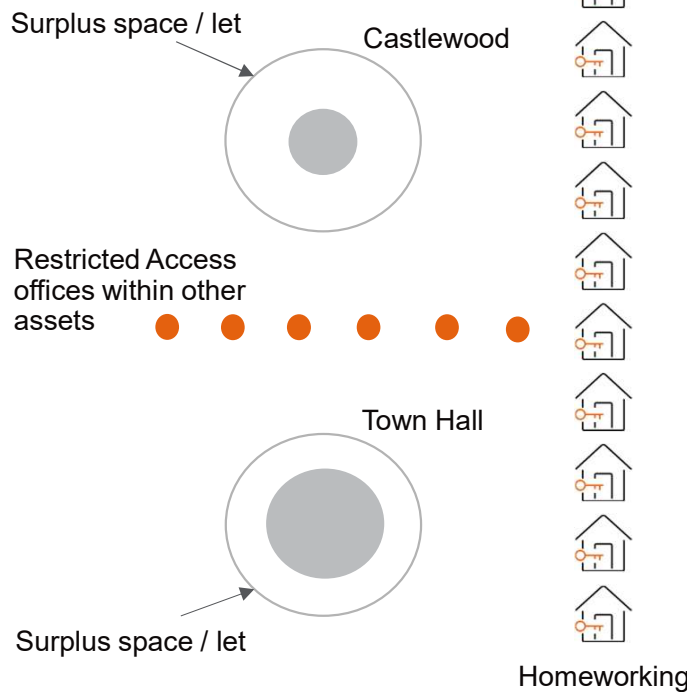 Surplus space / let
Castlewood
Restricted Access
offices within other
assets
Town Hall
Surplus space / let
Homeworking